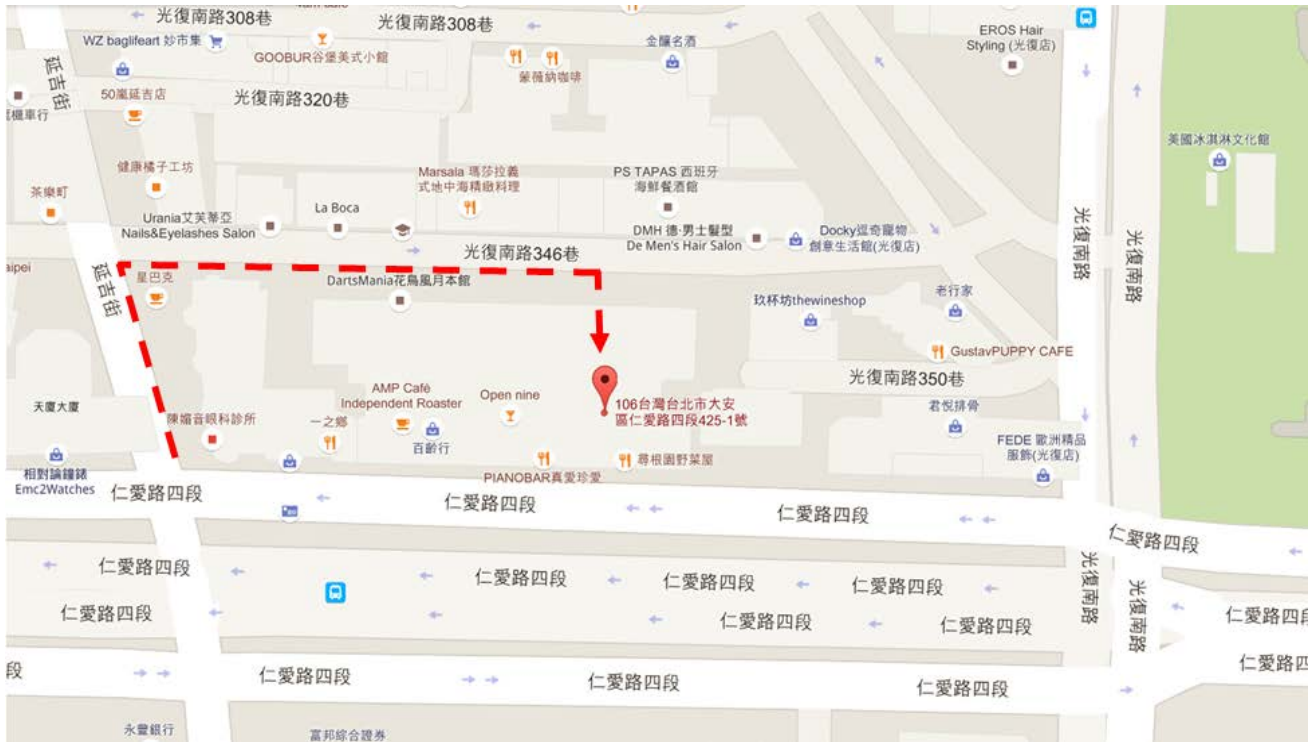 光復南路308巷
光復南路308巷
WZ baglifeart 妙市集
GOOBUR谷堡美式小館
金釀名酒
EROS Hair
Styling (光復店)
延吉街
50嵐延吉店
光復南路320巷
蒙薇納咖啡
機車行
美國冰淇淋文化館
健康橘子工坊
Marsala 瑪莎拉義
式地中海精緻料理
PS TAPAS 西班牙
海鮮餐酒館
茶樂町
Urania艾芙蒂亞
Nails&Eyelashes Salon
La Boca
DMH 德·男士髮型
De Men's Hair Salon
Docky逗奇寵物
創意生活館(光復店)
光復南路
光復南路
光復南路346巷
aipei
延吉街
星巴克
DartsMania花鳥風月本館
玖杯坊thewineshop
老行家
GustavPUPPY CAFE
光復南路350巷
天廈大廈
AMP Café
Independent Roaster
Open nine
106台灣台北市大安
區仁愛路四段425-1號
陳媚音眼科診所
一之鄉
百齡行
君悅排骨
FEDE 歐洲精品
服飾(光復店)
尋根園野菜屋
PIANOBAR真愛珍愛
相對論鐘錶
Emc2Watches
仁愛路四段
仁愛路四段
仁愛路四段
仁愛路四段
仁愛路四段
仁愛路四段
仁愛路四段
仁愛路四段
光復南路
光復南路
仁愛路四段
仁愛路四段
仁愛路四段
仁愛路四段
段
仁愛路四段
仁愛路四段
仁愛路四段
仁愛路四
永豐銀行
富邦綜合證券